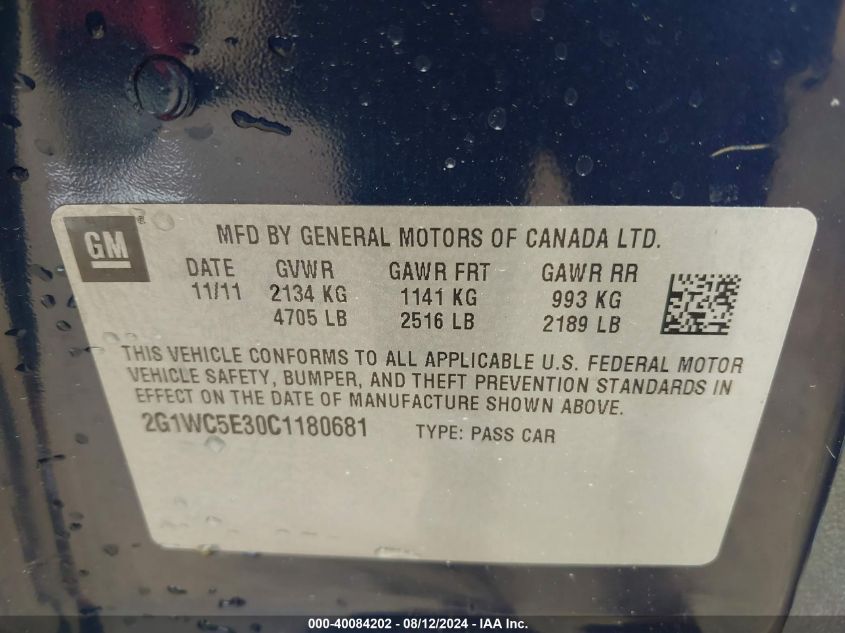 GM ®
MFD BY GENERAL MOTORS OF CANADA LTD.
DATE GVWR GAWR FRT GAWR RR
11/11 2134 KG 1141 KG 993 KG
4705 LB 2516 LB 2189 LB
THIS VEHICLE CONFORMS TO ALL APPLICABLE U.S. FEDERAL MOTOR
VEHICLE SAFETY, BUMPER, AND THEFT PREVENTION STANDARDS IN
EFFECT ON THE DATE OF MANUFACTURE SHOWN ABOVE.
2G1WC5E30C1180681 TYPE: PASS CAR
000-40084202 - 08/12/2024 - IAA Inc.